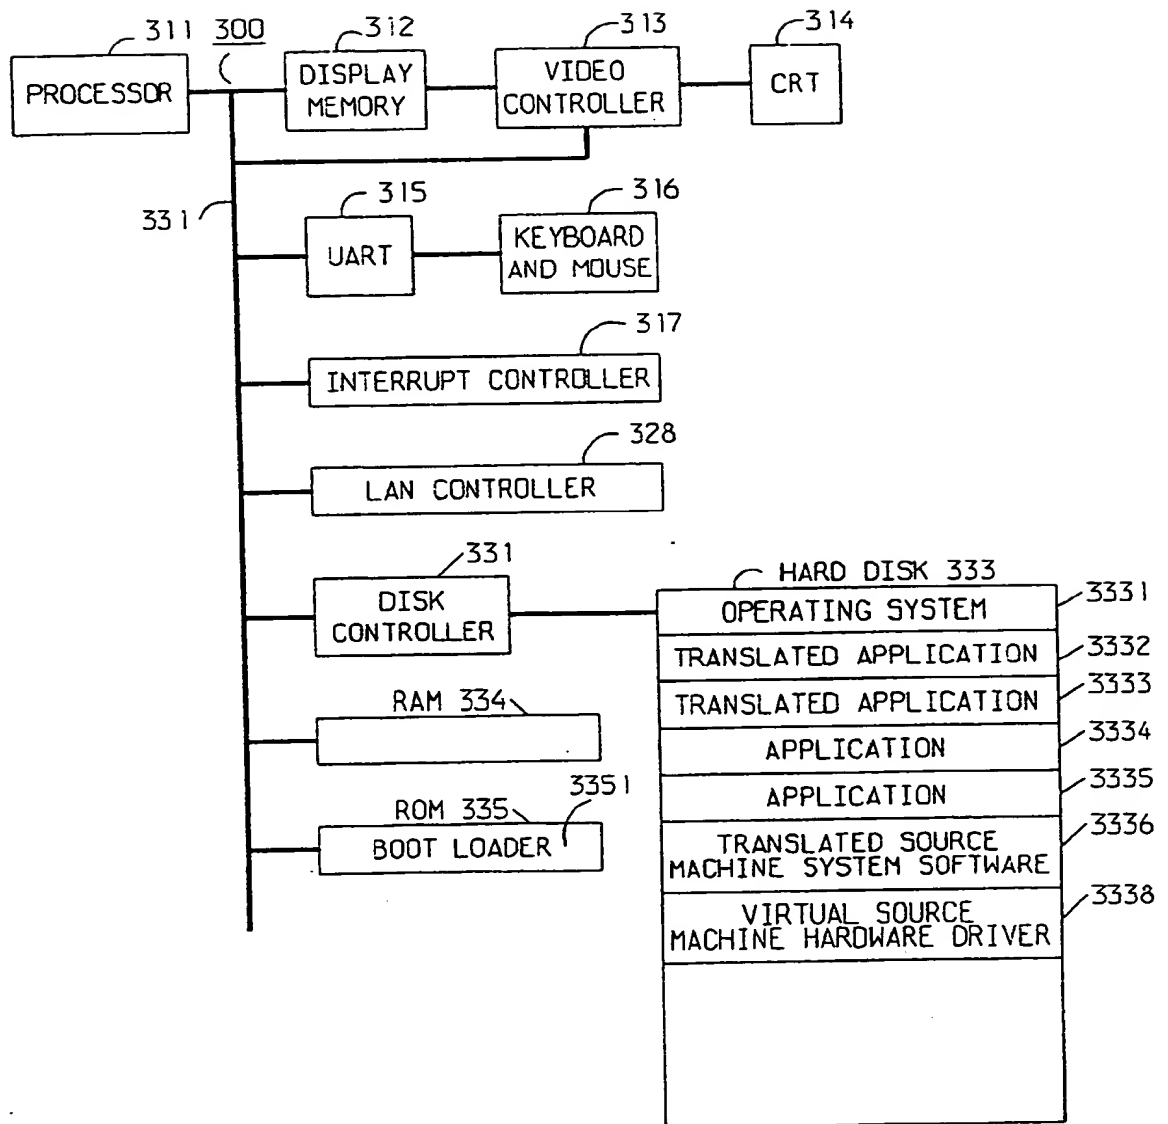 311 300 312 313 314
PROCESSOR
DISPLAY
MEMORY
VIDEO
CONTROLLER
CRT
331
315 316
UART
KEYBOARD
AND MOUSE
317
INTERRUPT CONTROLLER
328
LAN CONTROLLER
331
DISK
CONTROLLER
HARD DISK 333
OPERATING SYSTEM 3331
TRANSLATED APPLICATION 3332
TRANSLATED APPLICATION 3333
APPLICATION 3334
APPLICATION 3335
TRANSLATED SOURCE
MACHINE SYSTEM SOFTWARE 3336
VIRTUAL SOURCE
MACHINE HARDWARE DRIVER 3338
RAM 334
ROM 335 3351
BOOT LOADER